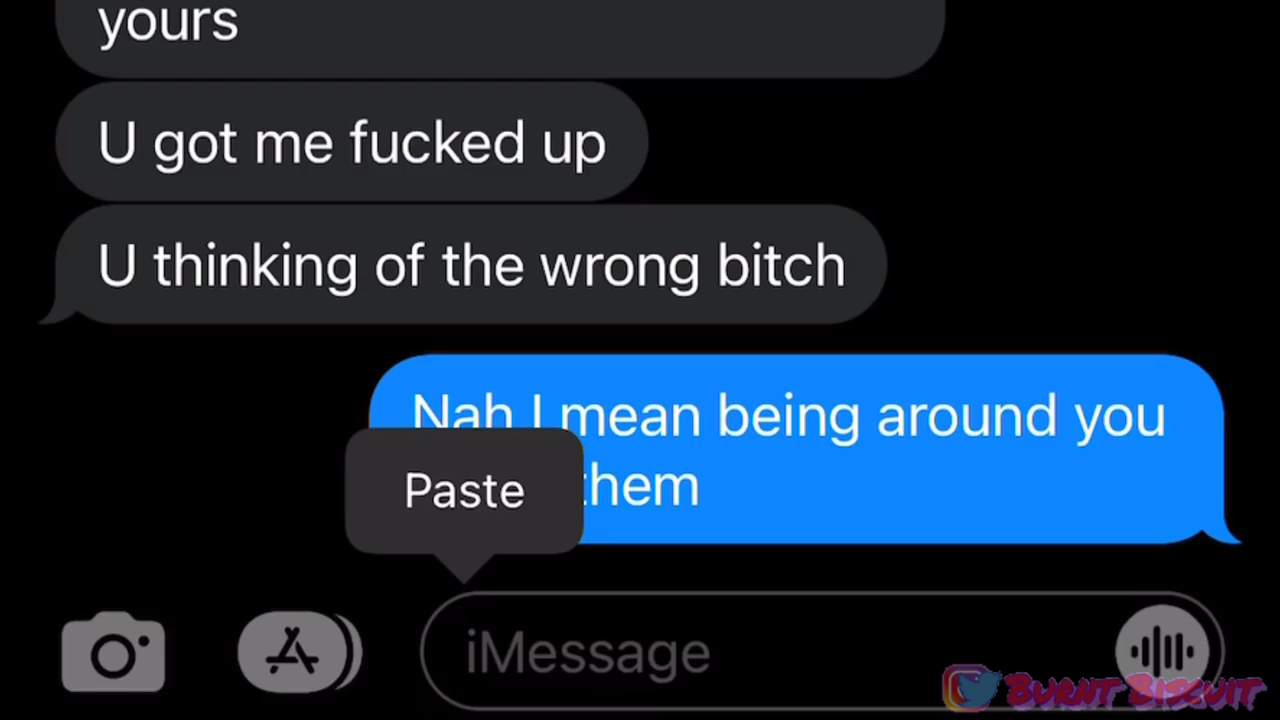 yours
U got me fucked up
U thinking of the wrong bitch
Nah I mean being around you
them
Paste
iMessage
Burnt Biscuit